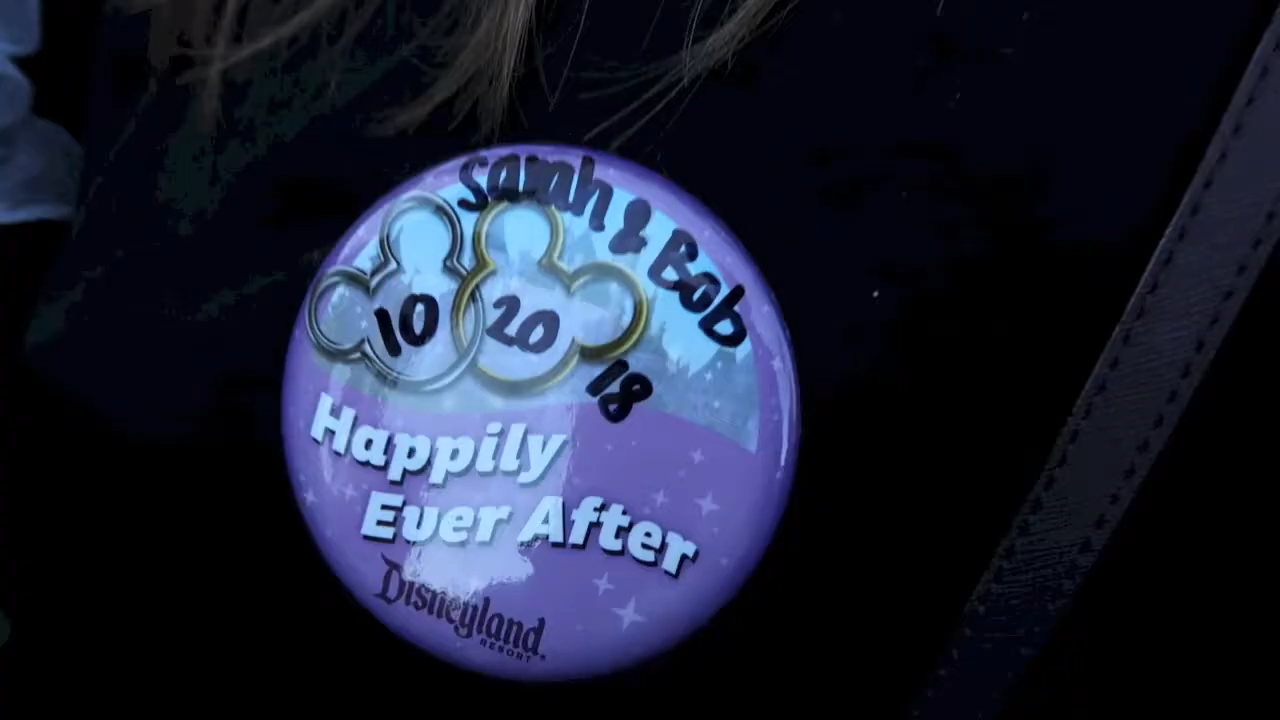 Sarah & Bob
10 20 18
Happily
Ever After
Disneyland
RESORT®